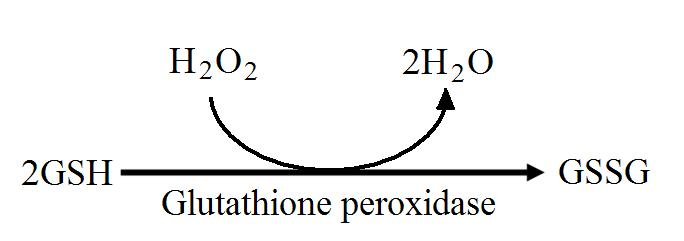 H₂O₂ 2H₂O
2GSH GSSG
Glutathione peroxidase